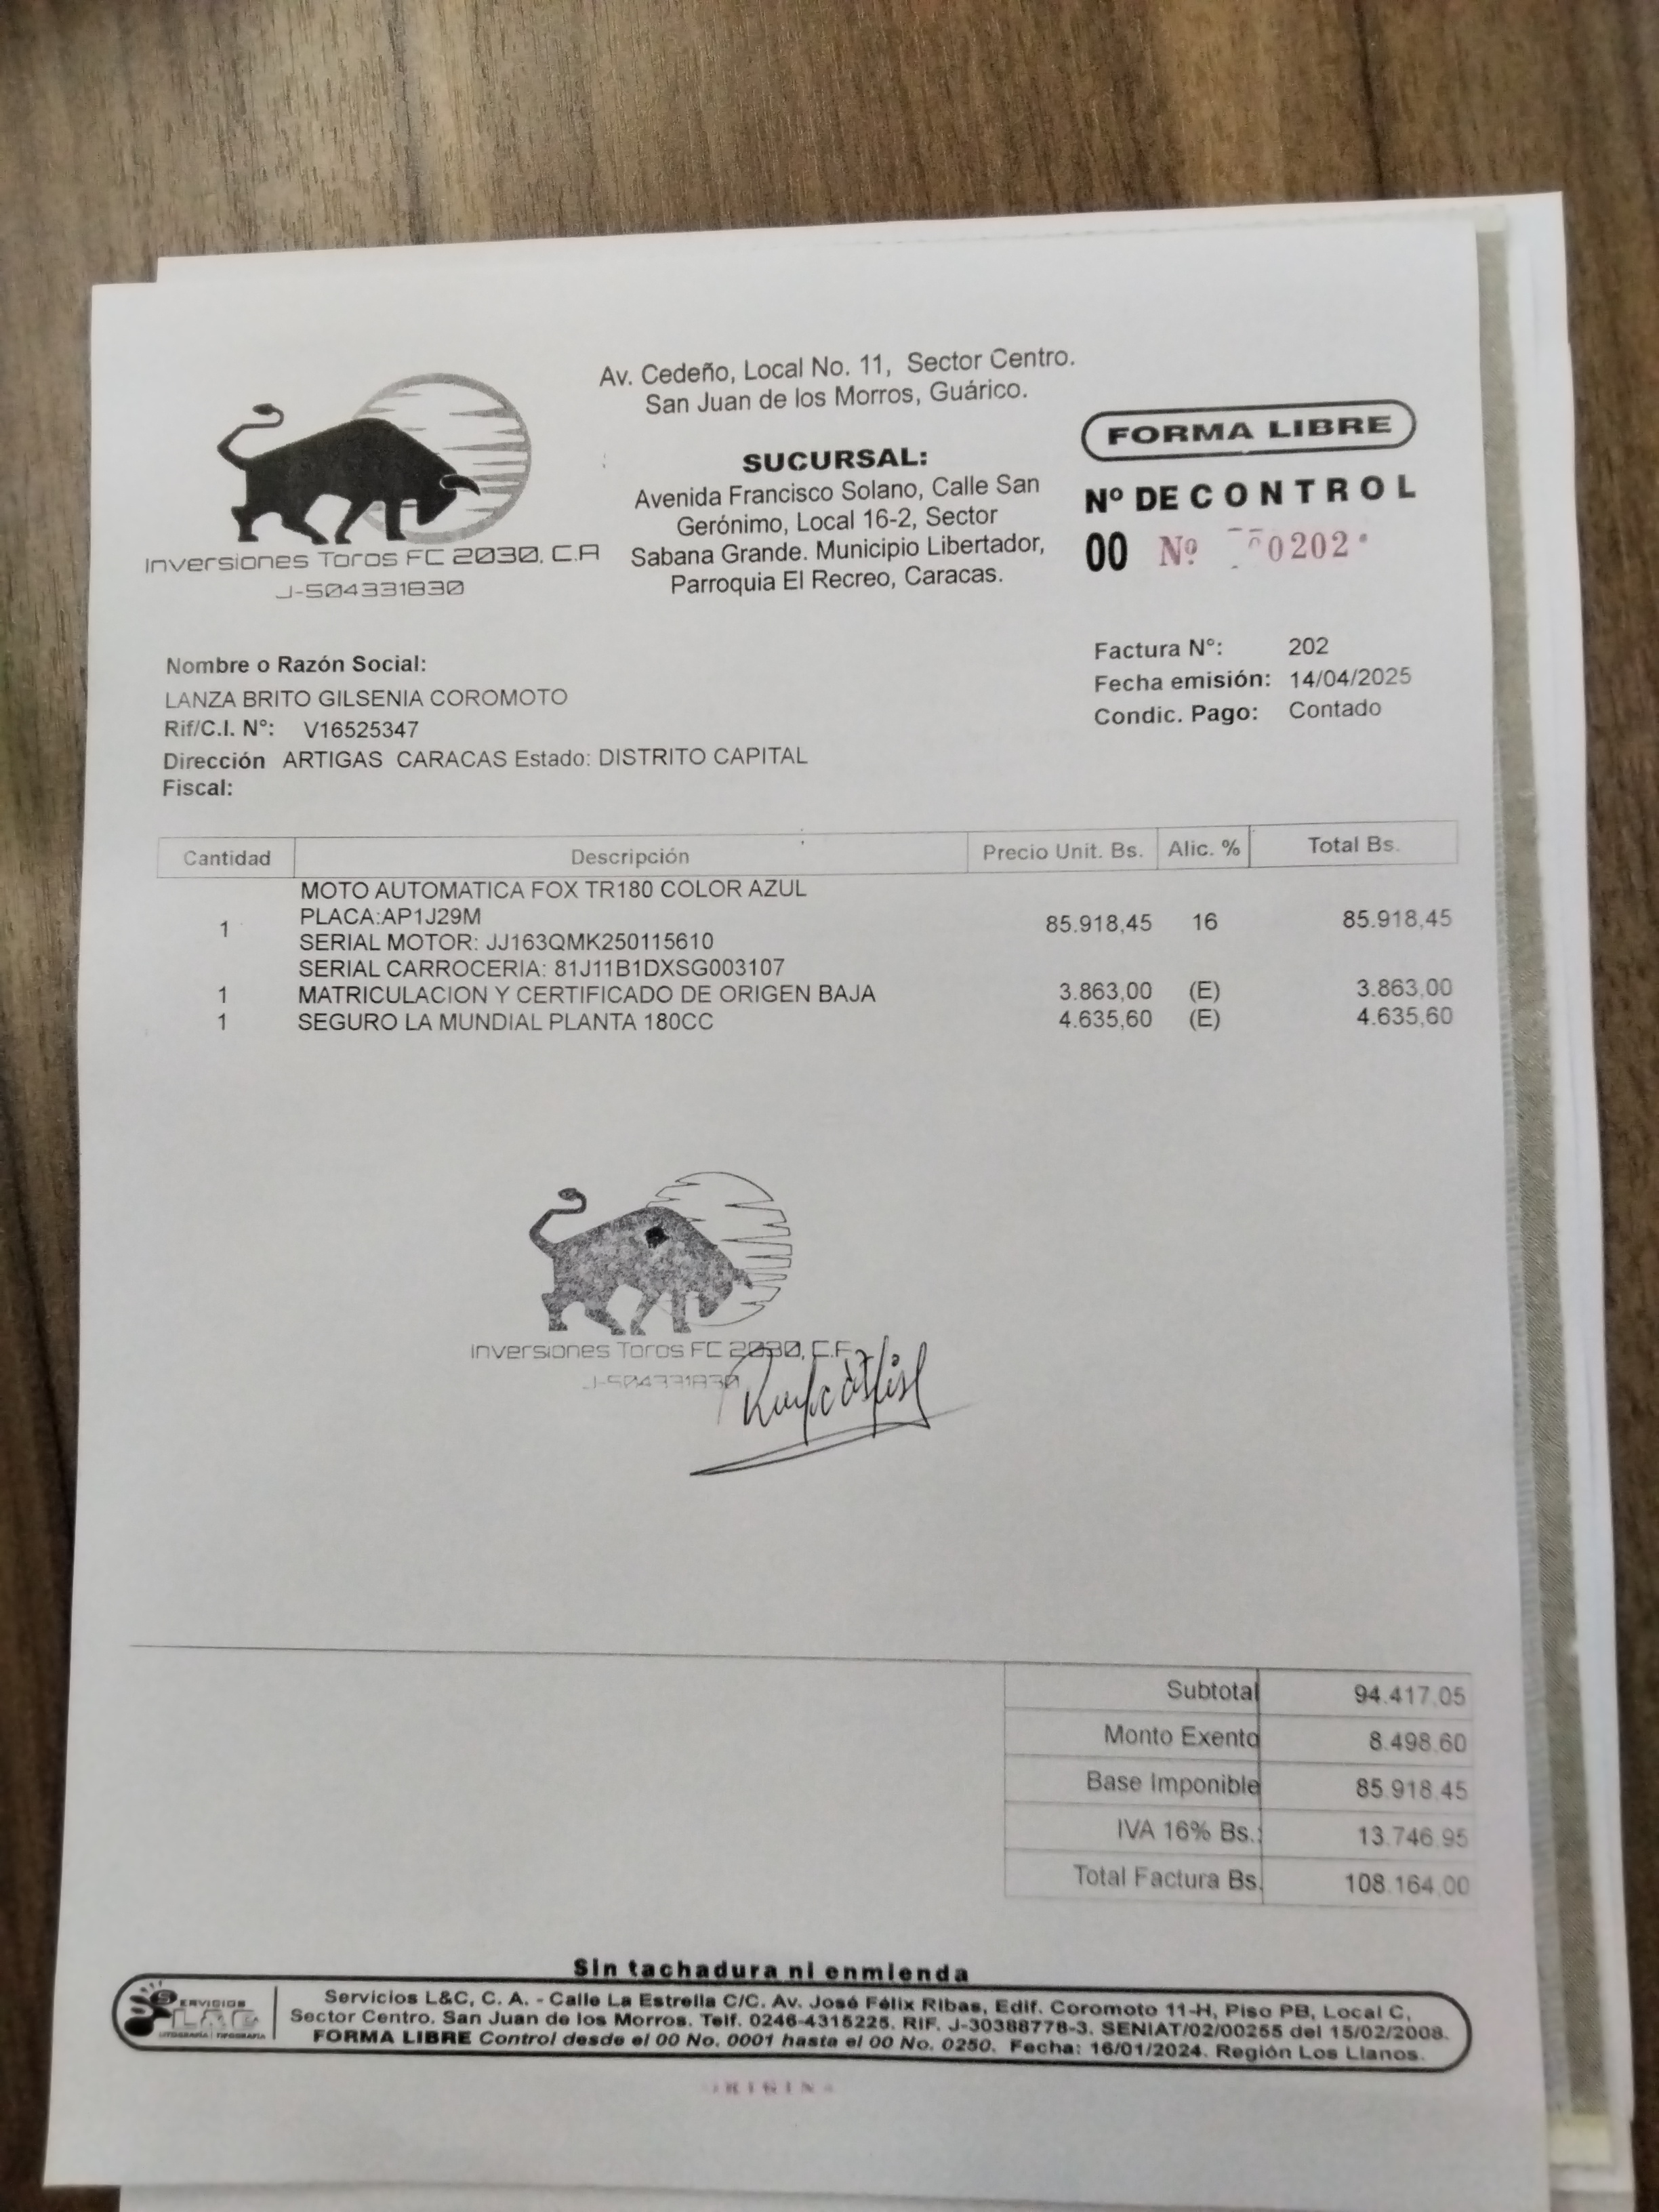 Av. Cedeño, Local No. 11, Sector Centro.
San Juan de los Morros, Guárico.
SUCURSAL:
Avenida Francisco Solano, Calle San
Gerónimo, Local 16-2, Sector
Sabana Grande. Municipio Libertador,
Parroquia El Recreo, Caracas.
Inversiones Toros FC 2030, C.A
J-504331830
FORMA LIBRE
Nº DE CONTROL
00 Nº 0202
Nombre o Razón Social:
LANZA BRITO GILSENIA COROMOTO
Rif/C.I. N°: V16525347
Dirección ARTIGAS CARACAS Estado: DISTRITO CAPITAL
Fiscal:
Factura N°: 202
Fecha emisión: 14/04/2025
Condic. Pago: Contado
Cantidad Descripción Precio Unit. Bs. Alic. % Total Bs.
MOTO AUTOMATICA FOX TR180 COLOR AZUL
PLACA:AP1J29M
1 85.918,45 16 85.918,45
SERIAL MOTOR: JJ163QMK250115610
SERIAL CARROCERIA: 81J11B1DXSG003107
1 MATRICULACION Y CERTIFICADO DE ORIGEN BAJA 3.863,00 (E) 3.863,00
1 SEGURO LA MUNDIAL PLANTA 180CC 4.635,60 (E) 4.635,60
Inversiones Toros FC 2030, C.F.
J-504331830
Subtotal 94.417,05
Monto Exento 8.498,60
Base Imponible 85.918,45
IVA 16% Bs.: 13.746,95
Total Factura Bs. 108.164,00
Sin tachadura ni enmienda
SERVICIOS
L&C
LITOGRAFÍA | TIPOGRAFÍA
Servicios L&C, C. A. - Calle La Estrella C/C. Av. José Félix Ribas, Edif. Coromoto 11-H, Piso PB, Local C,
Sector Centro. San Juan de los Morros. Telf. 0246-4315225. RIF. J-30388778-3. SENIAT/02/00255 del 15/02/2008.
FORMA LIBRE Control desde el 00 No. 0001 hasta el 00 No. 0250. Fecha: 16/01/2024. Región Los Llanos.